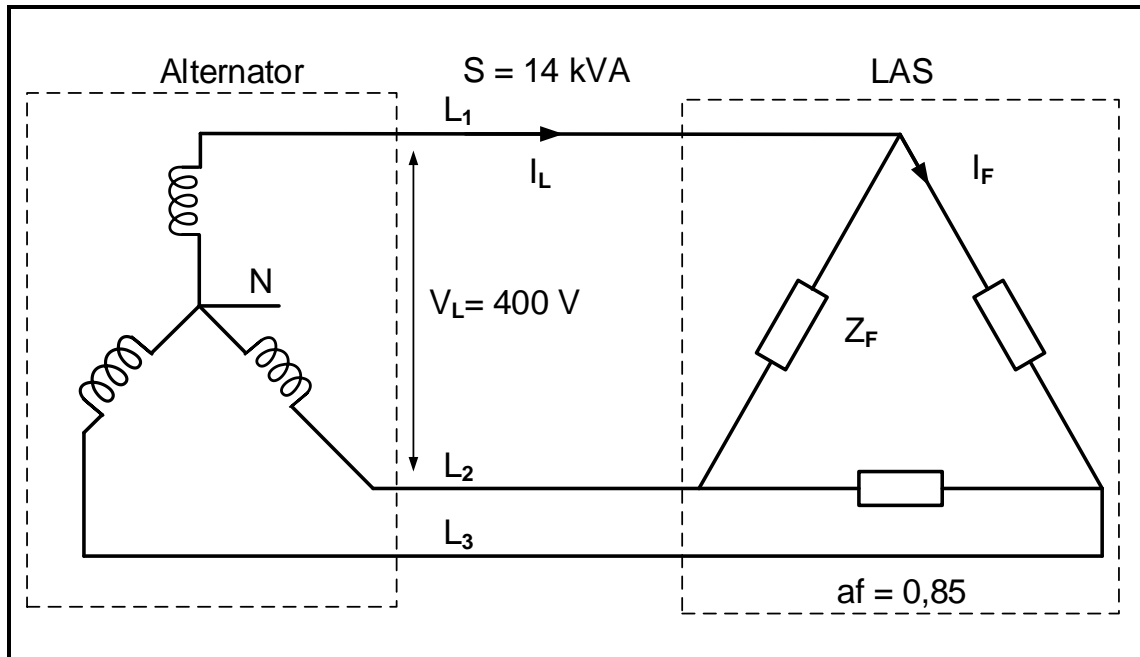 Alternator
S = 14 kVA
LAS
L1
IL
IF
N
VL= 400 V
ZF
L2
L3
af = 0,85